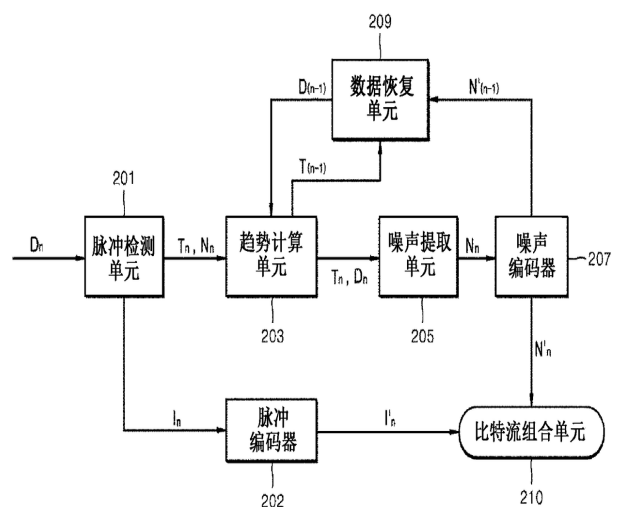 209
数据恢复
单元
D(n-1)
N'(n-1)
T(n-1)
201
Dn
脉冲检测
单元
Tn , Nn
趋势计算
单元
203
Tn , Dn
噪声提取
单元
205
Nn
噪声
编码器
207
N'n
In
脉冲
编码器
202
I'n
比特流组合单元
210